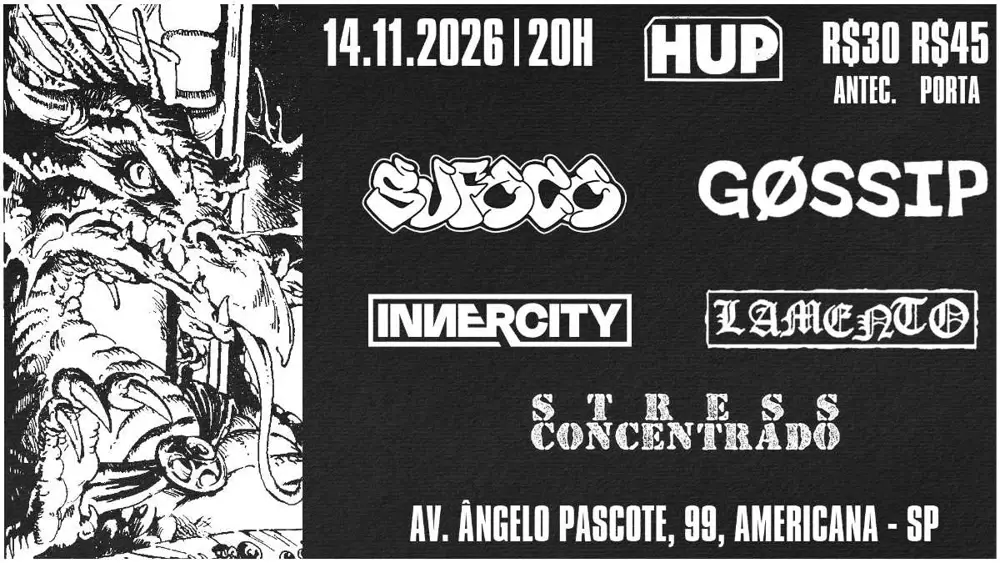 14.11.2026 | 20H
HUP
R$30 R$45
ANTEC. PORTA
SUFOCO
GØSSIP
INNERCITY
LAMENTO
STRESS
CONCENTRADO
AV. ÂNGELO PASCOTE, 99, AMERICANA - SP